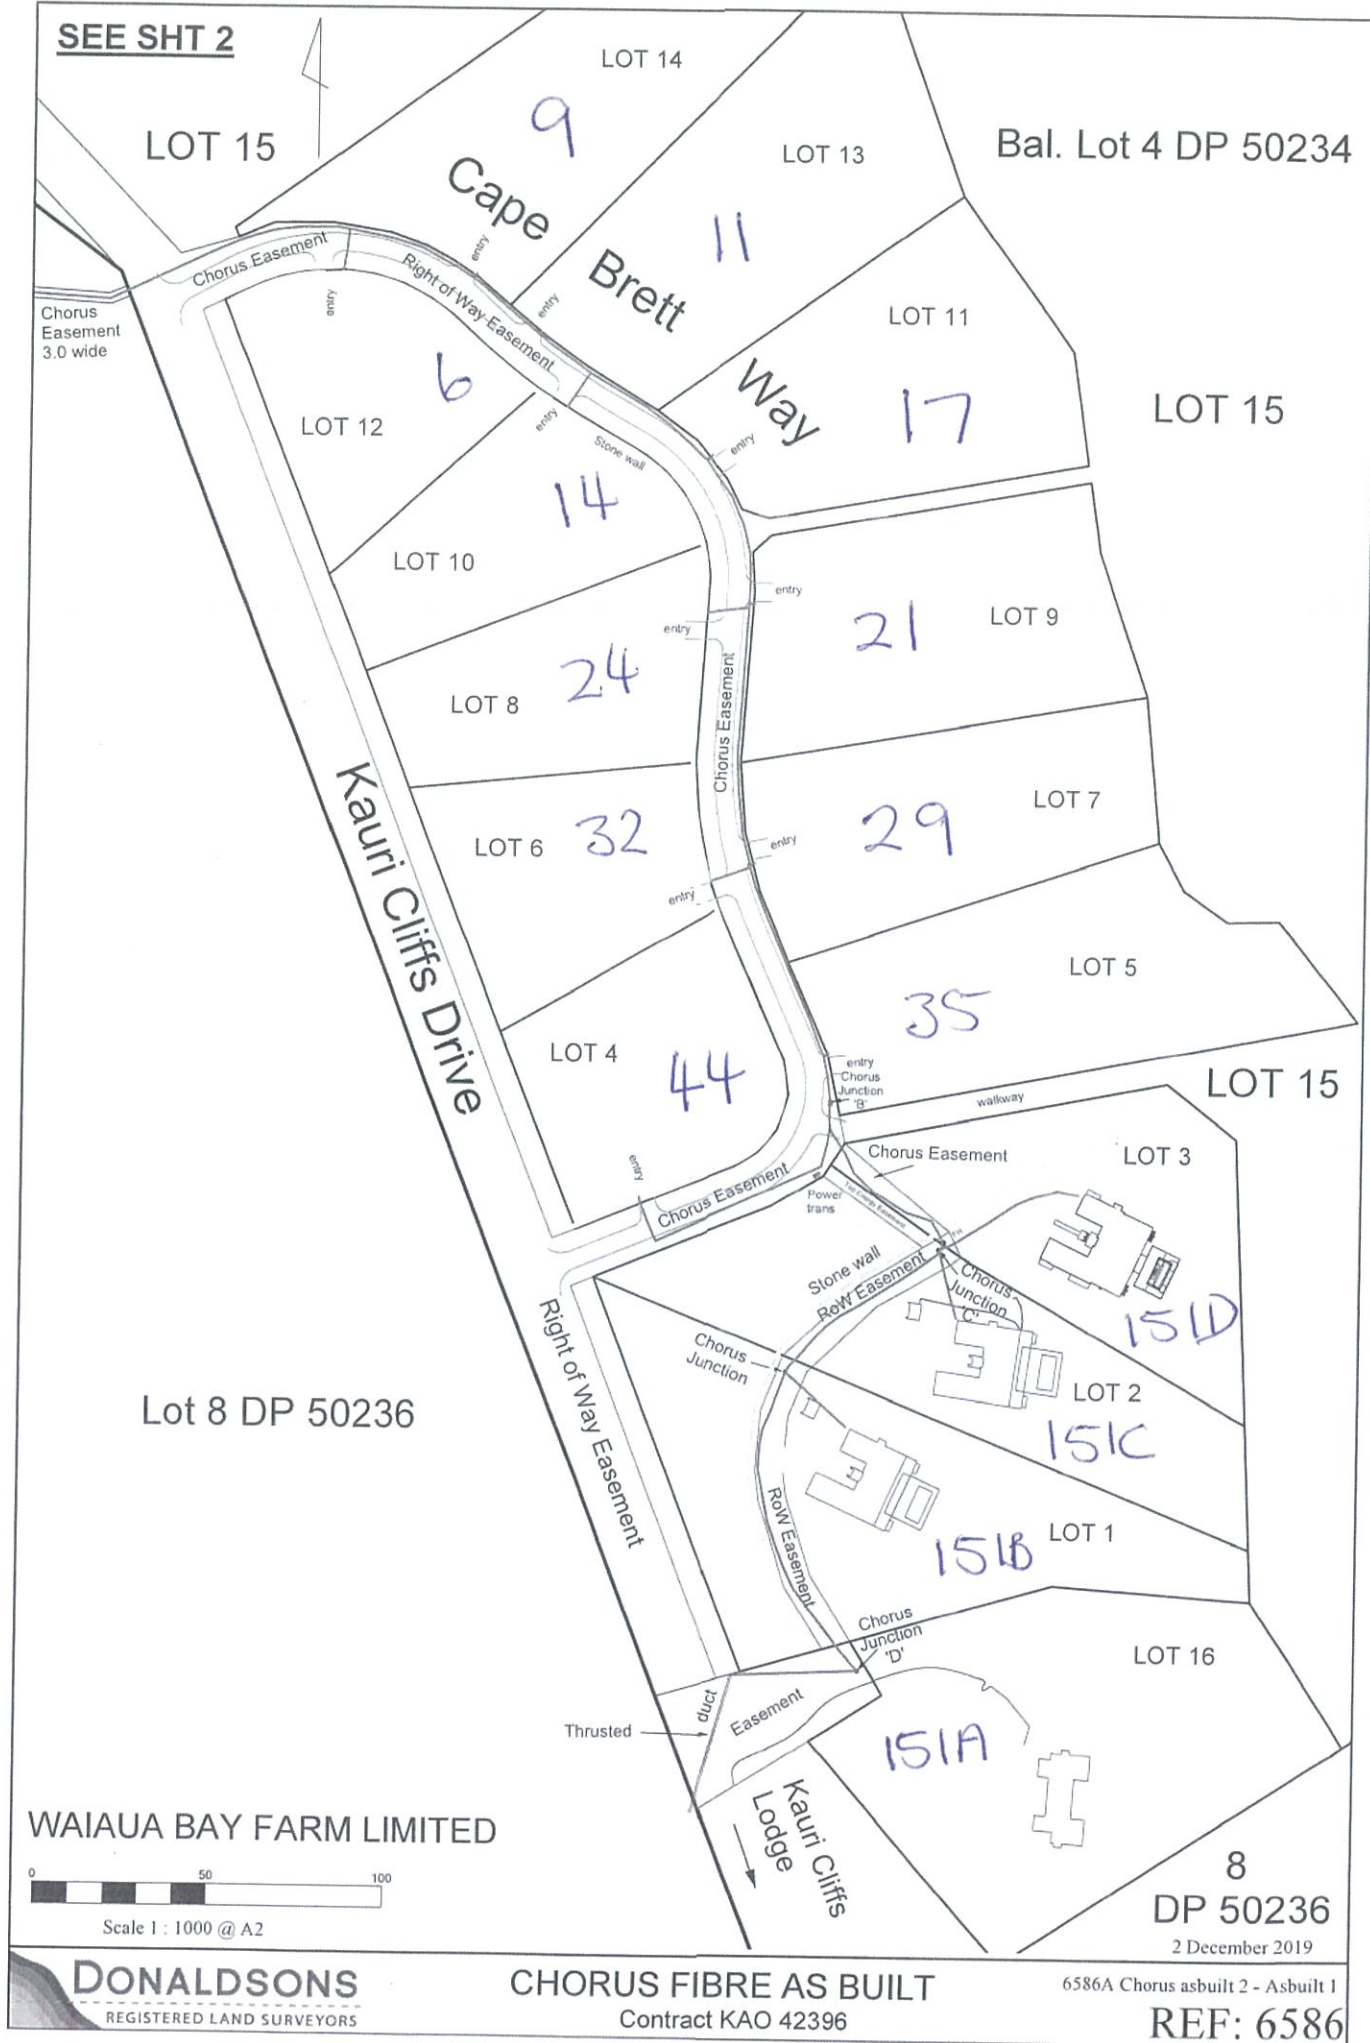 SEE SHT 2
LOT 14
9
LOT 15
Cape
LOT 13
Bal. Lot 4 DP 50234
11
entry
Chorus Easement
Right of Way Easement
Brett
entry
entry
Chorus
Easement
3.0 wide
LOT 11
6
Way
17
LOT 15
LOT 12
entry
Stone wall
entry
14
LOT 10
entry
21
LOT 9
entry
24
LOT 8
Chorus Easement
Kauri Cliffs Drive
LOT 6
32
LOT 7
29
entry
entry
LOT 5
35
LOT 4
44
entry
Chorus
Junction
'B'
walkway
LOT 15
Chorus Easement
LOT 3
entry
Chorus Easement
Power
trans
Top Energy Easement
Stone wall
RoW Easement
Chorus
Junction
'C'
151D
Right of Way Easement
Chorus
Junction
LOT 2
151C
Lot 8 DP 50236
RoW Easement
LOT 1
151B
Chorus
Junction
'D'
LOT 16
duct
Easement
Thrusted
151A
Kauri Cliffs
Lodge
WAIAUA BAY FARM LIMITED
0 50 100
Scale 1 : 1000 @ A2
8
DP 50236
2 December 2019
DONALDSONS
REGISTERED LAND SURVEYORS
CHORUS FIBRE AS BUILT
Contract KAO 42396
6586A Chorus asbuilt 2 - Asbuilt 1
REF: 6586